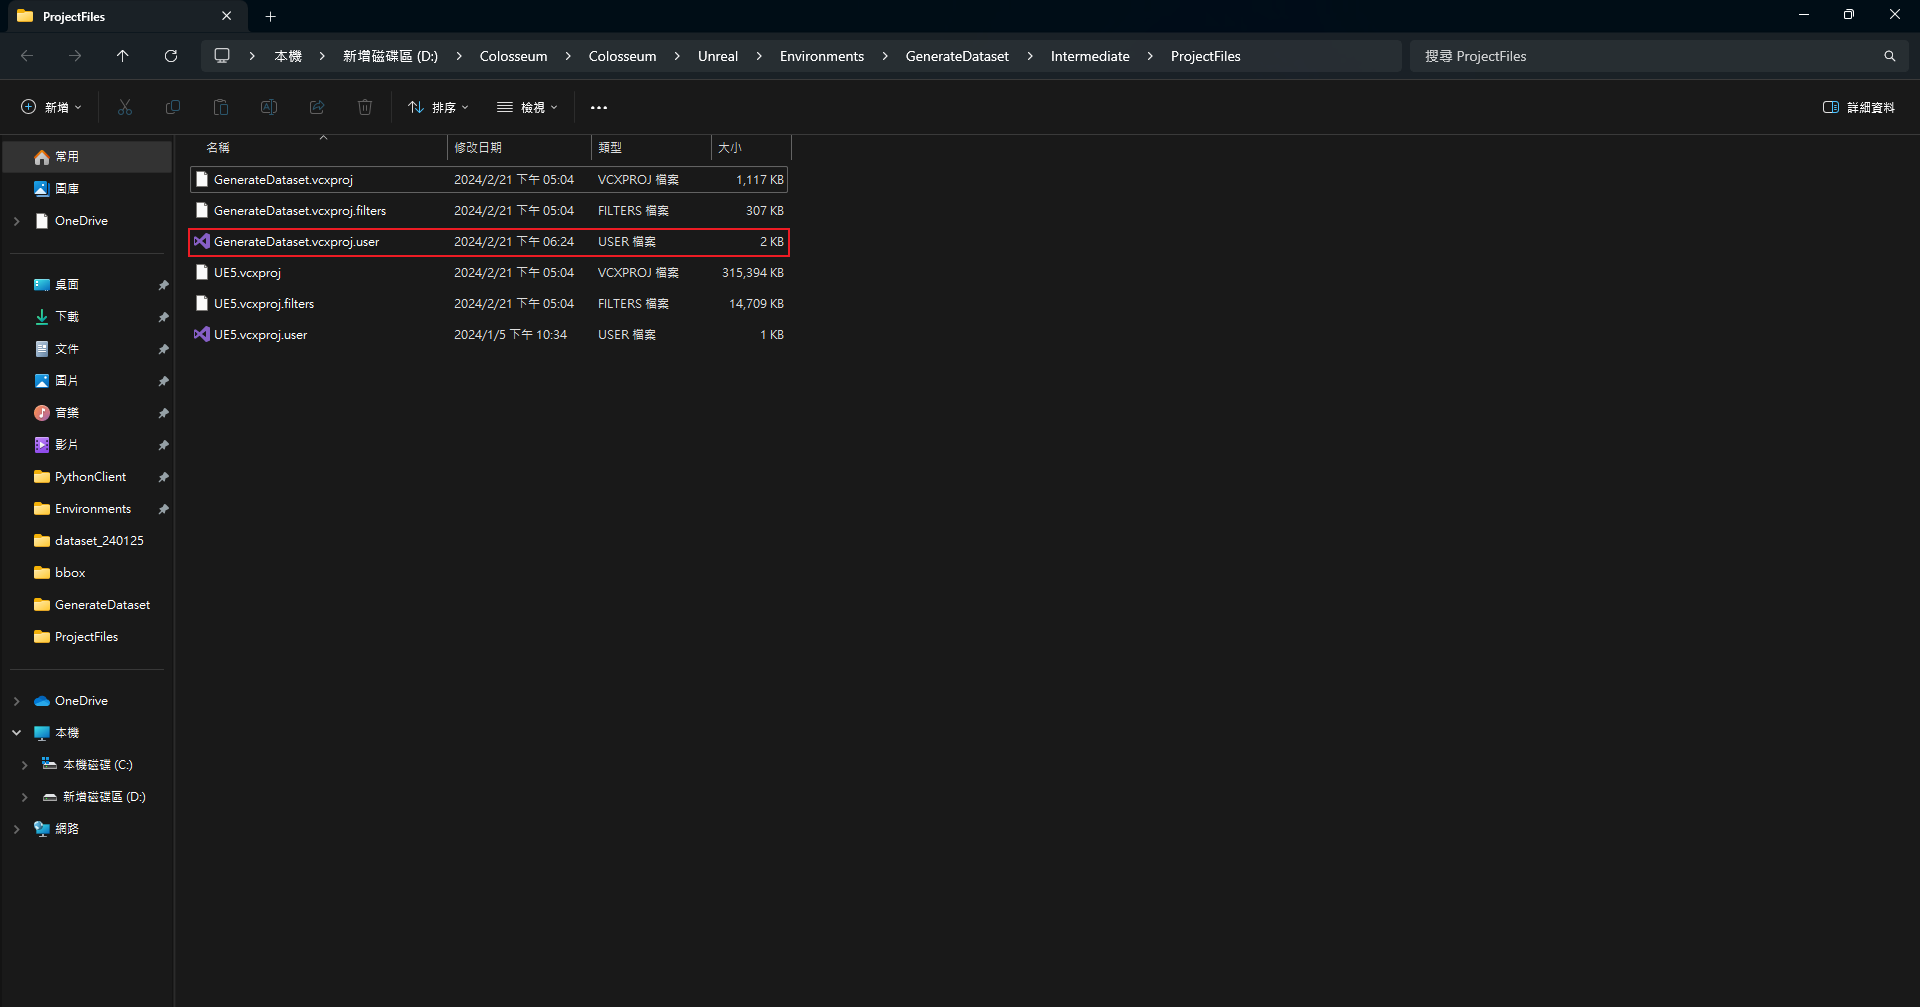 ProjectFiles
本機 新增磁碟區 (D:) Colosseum Colosseum Unreal Environments GenerateDataset Intermediate ProjectFiles
搜尋 ProjectFiles
新增 排序 檢視 詳細資料
名稱 修改日期 類型 大小
GenerateDataset.vcxproj 2024/2/21 下午 05:04 VCXPROJ 檔案 1,117 KB
GenerateDataset.vcxproj.filters 2024/2/21 下午 05:04 FILTERS 檔案 307 KB
GenerateDataset.vcxproj.user 2024/2/21 下午 06:24 USER 檔案 2 KB
UE5.vcxproj 2024/2/21 下午 05:04 VCXPROJ 檔案 315,394 KB
UE5.vcxproj.filters 2024/2/21 下午 05:04 FILTERS 檔案 14,709 KB
UE5.vcxproj.user 2024/1/5 下午 10:34 USER 檔案 1 KB
常用
圖庫
OneDrive
桌面
下載
文件
圖片
音樂
影片
PythonClient
Environments
dataset_240125
bbox
GenerateDataset
ProjectFiles
OneDrive
本機
本機磁碟 (C:)
新增磁碟區 (D:)
網路